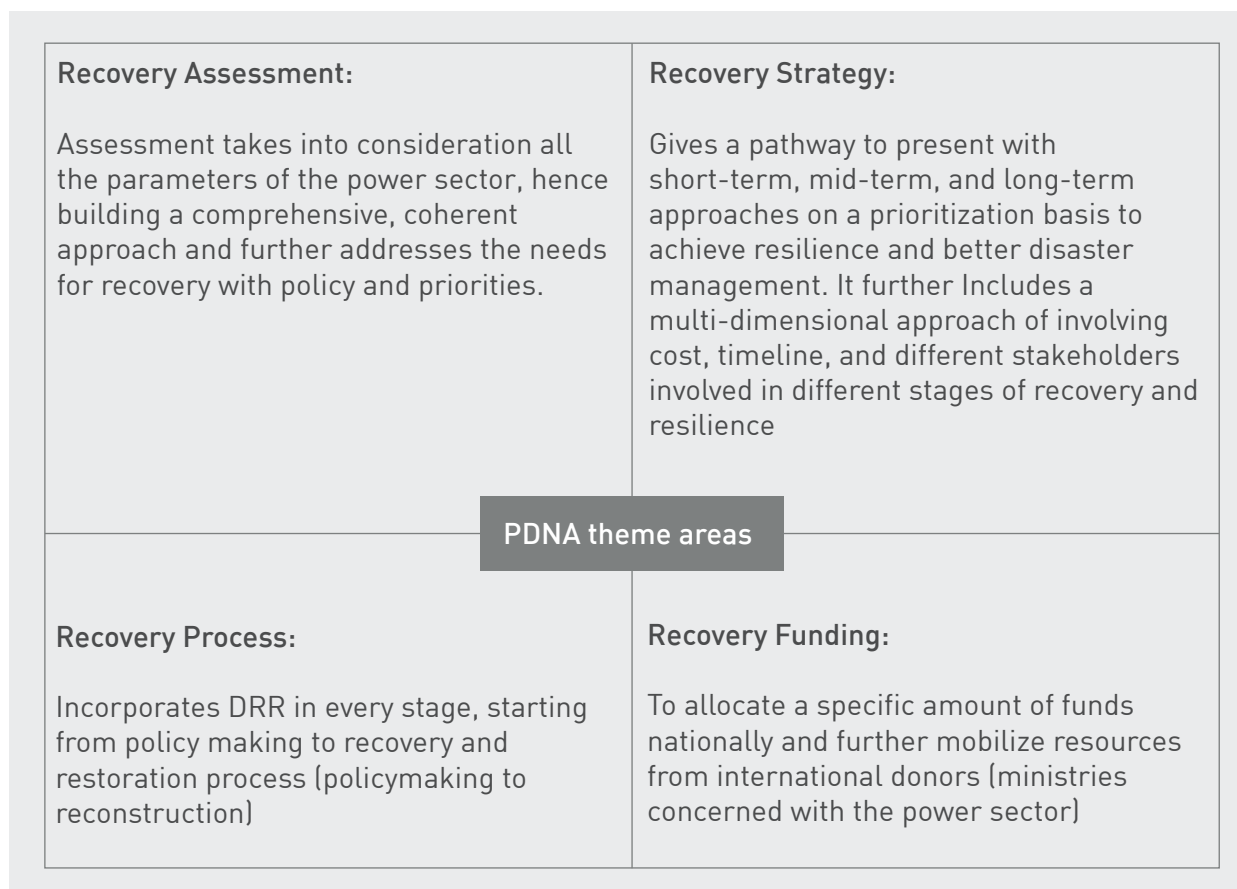 Recovery Assessment:
Assessment takes into consideration all
the parameters of the power sector, hence
building a comprehensive, coherent
approach and further addresses the needs
for recovery with policy and priorities.
Recovery Strategy:
Gives a pathway to present with
short-term, mid-term, and long-term
approaches on a prioritization basis to
achieve resilience and better disaster
management. It further Includes a
multi-dimensional approach of involving
cost, timeline, and different stakeholders
involved in different stages of recovery and
resilience
PDNA theme areas
Recovery Process:
Incorporates DRR in every stage, starting
from policy making to recovery and
restoration process (policymaking to
reconstruction)
Recovery Funding:
To allocate a specific amount of funds
nationally and further mobilize resources
from international donors (ministries
concerned with the power sector)